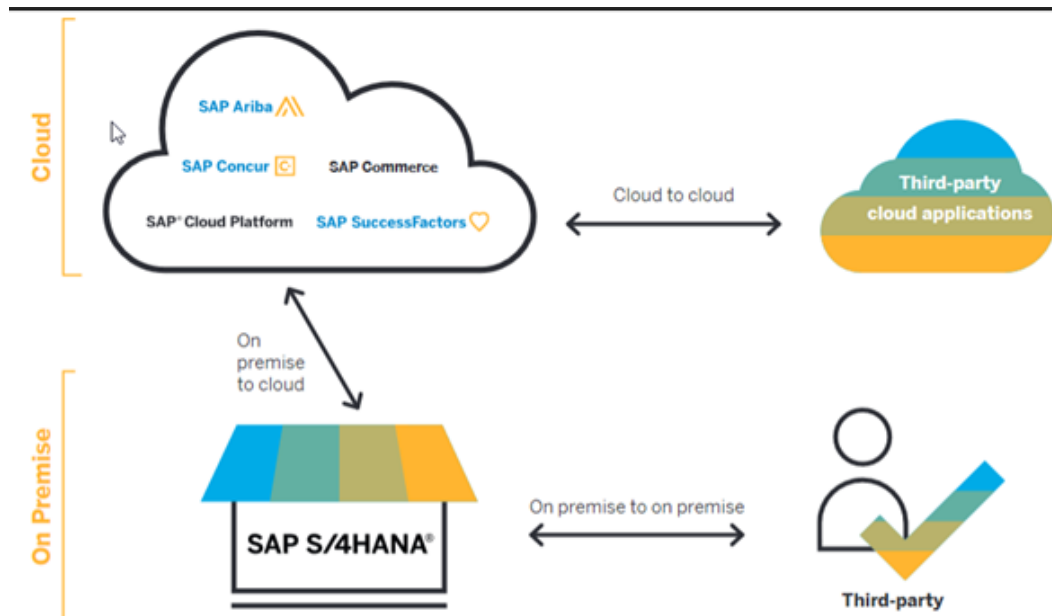 Cloud
SAP Ariba
SAP Concur
SAP Commerce
SAP® Cloud Platform
SAP SuccessFactors
Cloud to cloud
Third-party
cloud applications
On
premise
to cloud
On Premise
SAP S/4HANA®
On premise to on premise
Third-party